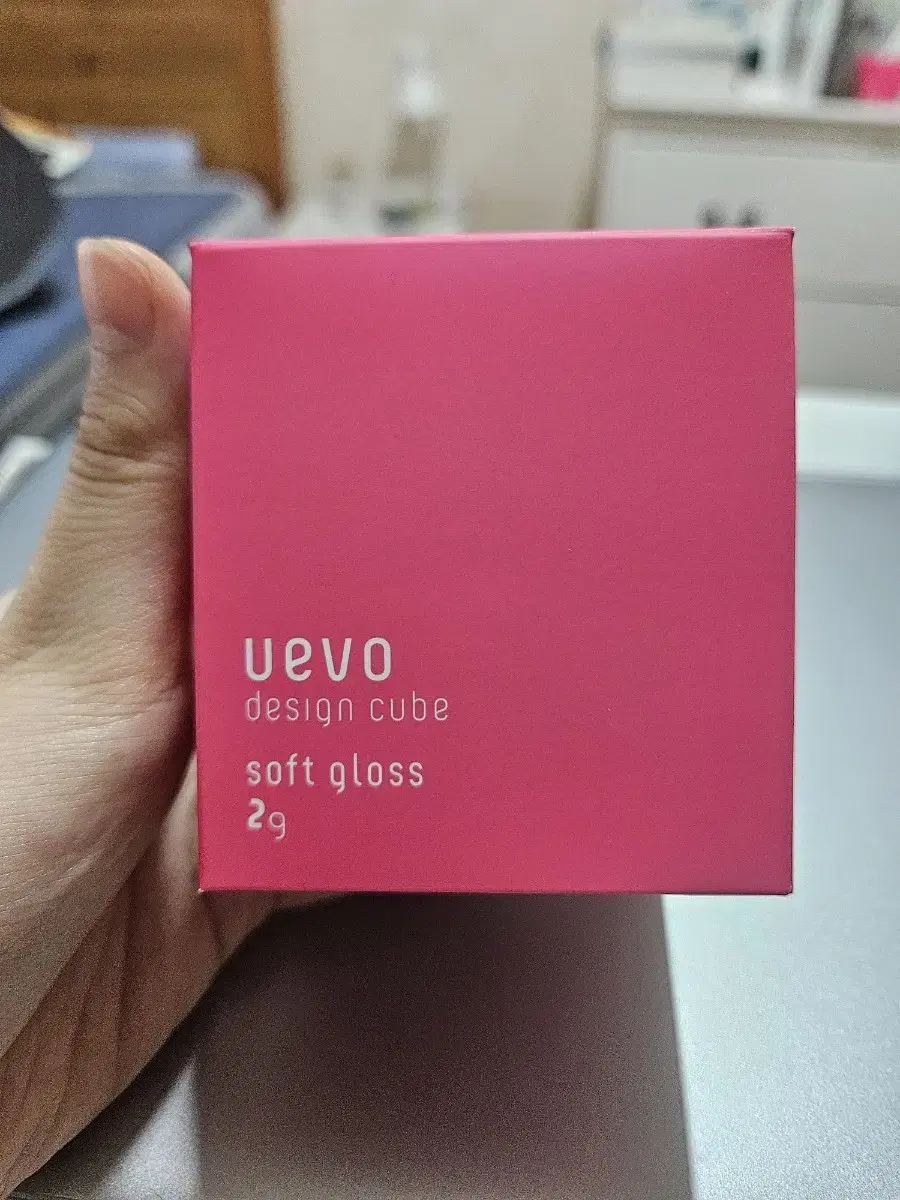 uevo
design cube
soft gloss
2g